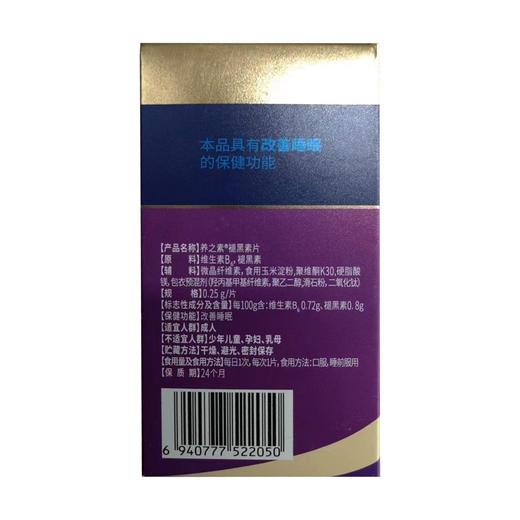 本品具有改善睡眠
的保健功能
【产品名称】养之素®褪黑素片
【原　　料】维生素B₆,褪黑素
【辅　　料】微晶纤维素,食用玉米淀粉,聚维酮K30,硬脂酸
镁,包衣预混剂(羟丙基甲基纤维素,聚乙二醇,滑石粉,二氧化钛)
【规　　格】0.25g/片
【标志性成分及含量】每100g含:维生素B₆ 0.72g、褪黑素0.8g
【保健功能】改善睡眠
【适宜人群】成人
【不适宜人群】少年儿童、孕妇、乳母
【贮藏方法】干燥、避光、密封保存
【食用量及食用方法】每日1次,每次1片,食用方法:口服,睡前服用
【保 质 期】24个月
6 940777 522050